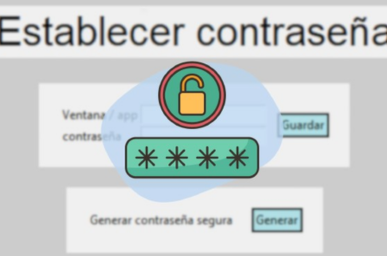 Establecer contraseña
Ventana / app
Guardar
contraseña
****
Generar contraseña segura Generar